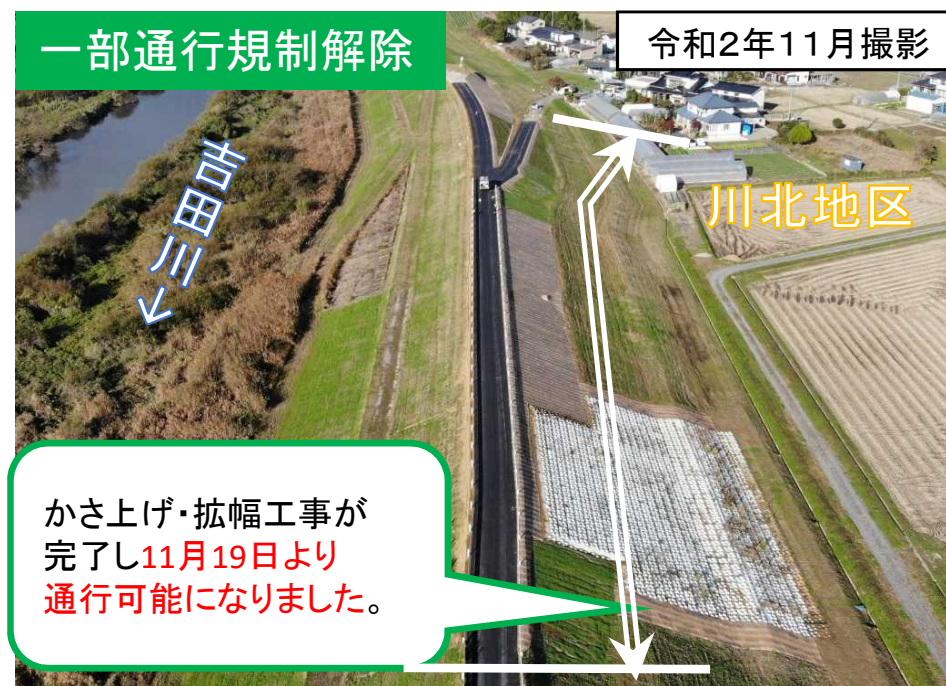 一部通行規制解除
令和2年11月撮影
吉田川
川北地区
かさ上げ・拡幅工事が
完了し11月19日より
通行可能になりました。